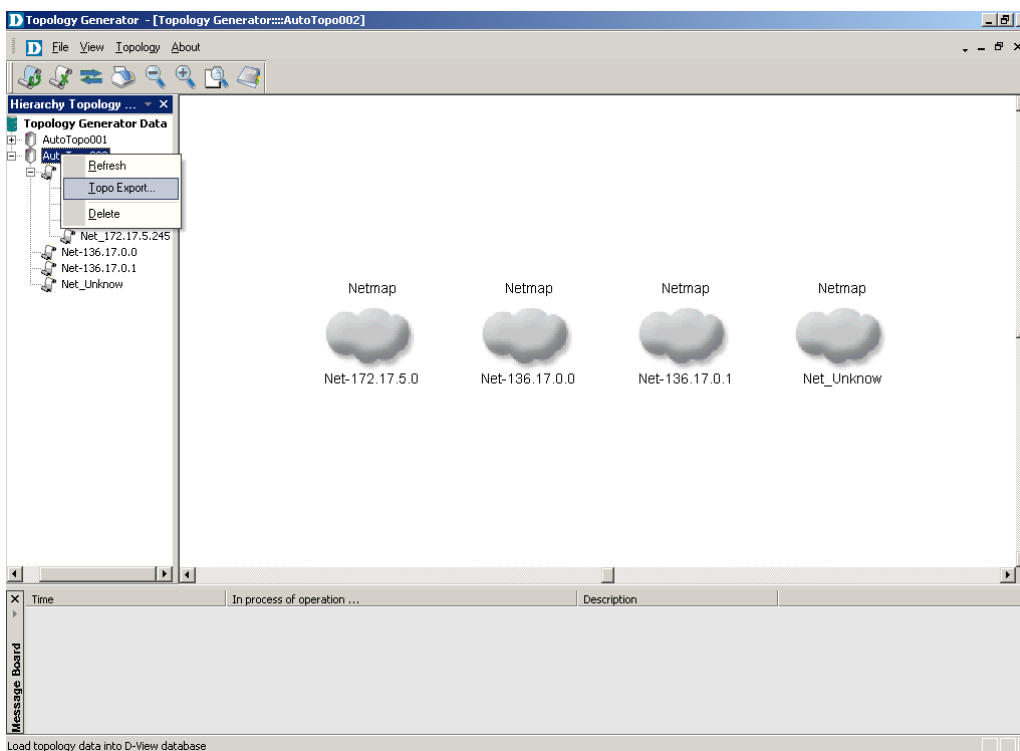 Topology Generator - [Topology Generator::::AutoTopo002]
File View Topology About
Hierarchy Topology ...
Topology Generator Data
AutoTopo001
Refresh
Topo Export...
Delete
Net_172.17.5.245
Net-136.17.0.0
Net-136.17.0.1
Net_Unknow
Netmap Netmap Netmap Netmap
Net-172.17.5.0 Net-136.17.0.0 Net-136.17.0.1 Net_Unknow
Time In process of operation ... Description
Message Board
Load topology data into D-View database